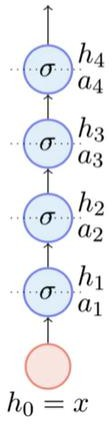 h₄
σ
a₄
h₃
σ
a₃
h₂
σ
a₂
h₁
σ
a₁
h₀ = x